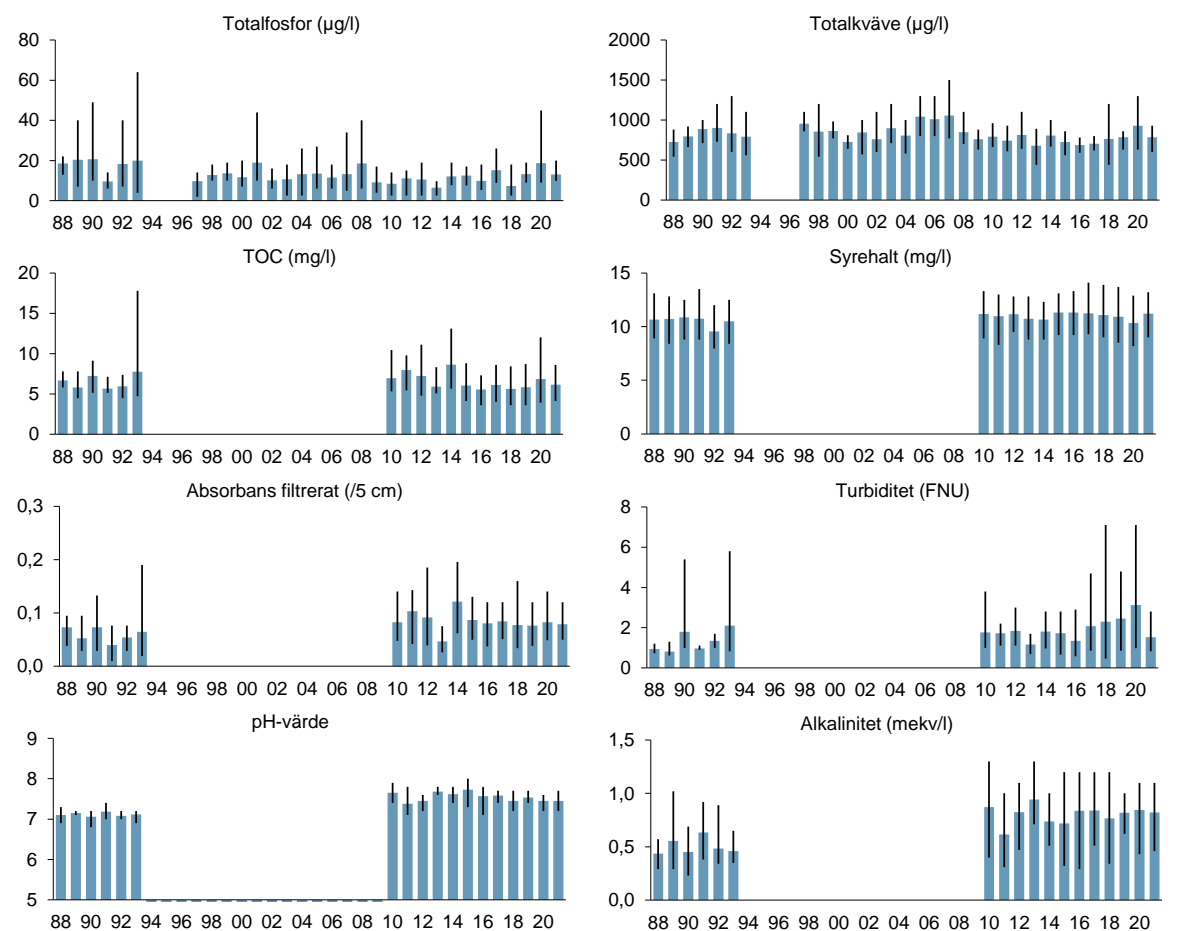 Totalfosfor (µg/l)
80
60
40
20
0
88 90 92 94 96 98 00 02 04 06 08 10 12 14 16 18 20
Totalkväve (µg/l)
2000
1500
1000
500
0
88 90 92 94 96 98 00 02 04 06 08 10 12 14 16 18 20
TOC (mg/l)
20
15
10
5
0
88 90 92 94 96 98 00 02 04 06 08 10 12 14 16 18 20
Syrehalt (mg/l)
15
10
5
0
88 90 92 94 96 98 00 02 04 06 08 10 12 14 16 18 20
Absorbans filtrerat (/5 cm)
0,3
0,2
0,1
0,0
88 90 92 94 96 98 00 02 04 06 08 10 12 14 16 18 20
Turbiditet (FNU)
8
6
4
2
0
88 90 92 94 96 98 00 02 04 06 08 10 12 14 16 18 20
pH-värde
9
8
7
6
5
88 90 92 94 96 98 00 02 04 06 08 10 12 14 16 18 20
Alkalinitet (mekv/l)
1,5
1,0
0,5
0,0
88 90 92 94 96 98 00 02 04 06 08 10 12 14 16 18 20